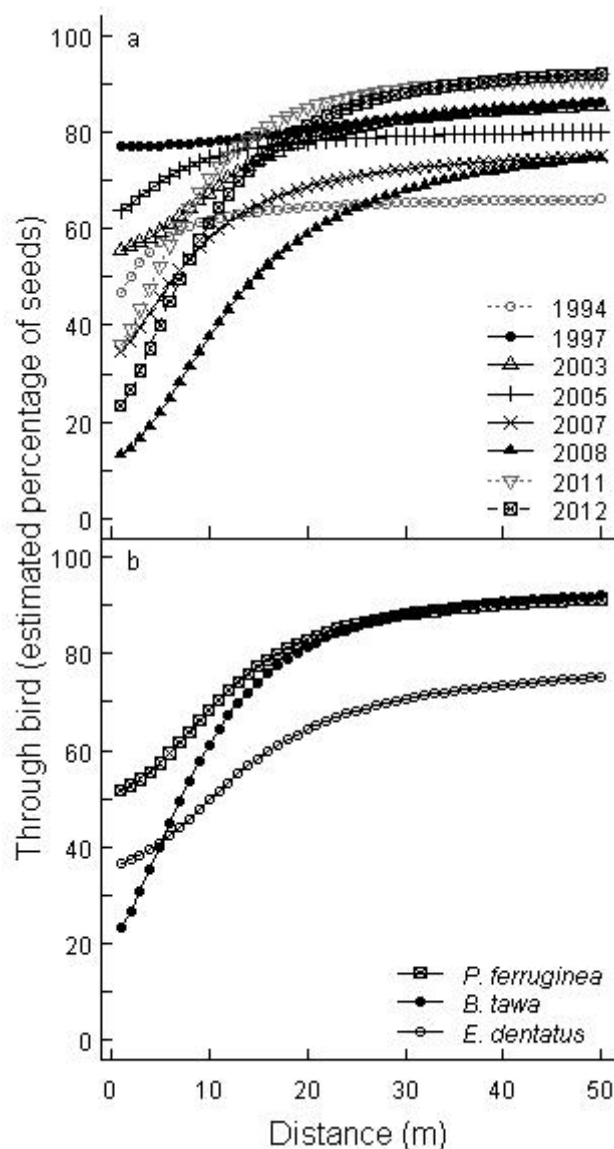 Through bird (estimated percentage of seeds)
a
100
80
60
40
20
0
1994
1997
2003
2005
2007
2008
2011
2012
b
100
80
60
40
20
0
P. ferruginea
B. tawa
E. dentatus
0 10 20 30 40 50
Distance (m)